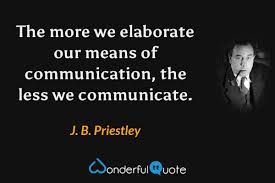 The more we elaborate
our means of
communication, the
less we communicate.
J. B. Priestley
WonderfulQuote